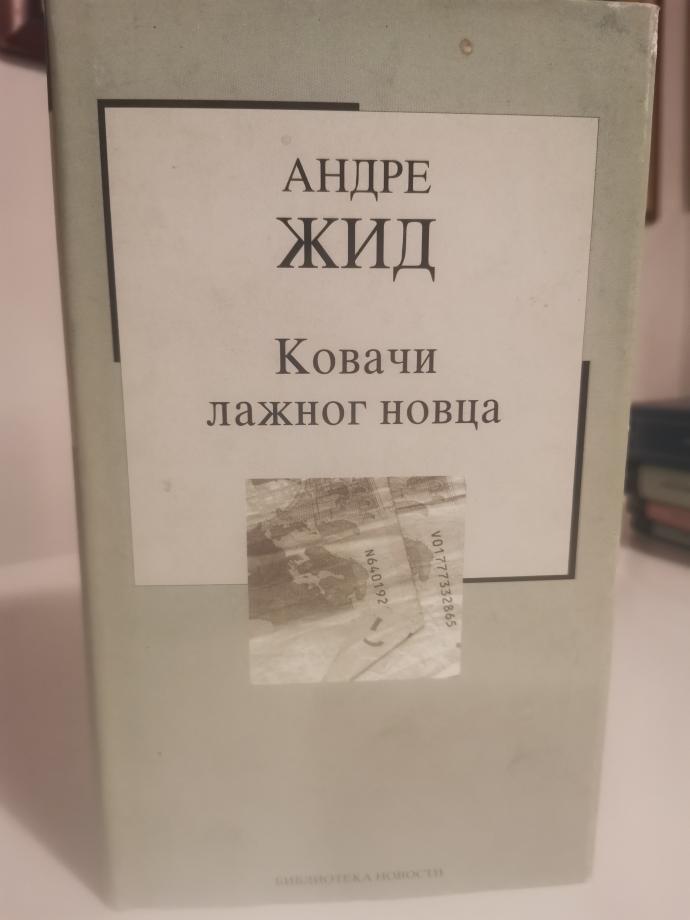 АНДРЕ
ЖИД
Ковачи
лажног новца
N640192
V01777332865
БИБЛИОТЕКА НОВОСТИ